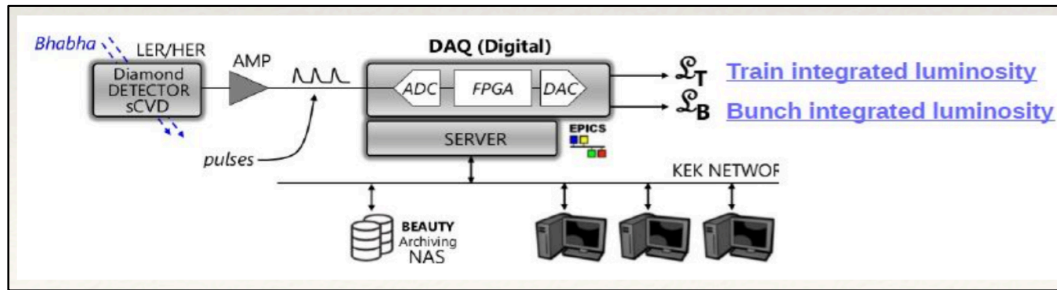 Bhabha
LER/HER
Diamond
DETECTOR
sCVD
AMP
pulses
DAQ (Digital)
ADC
FPGA
DAC
ℒT Train integrated luminosity
ℒB Bunch integrated luminosity
SERVER
EPICS
KEK NETWOR
BEAUTY
Archiving
NAS